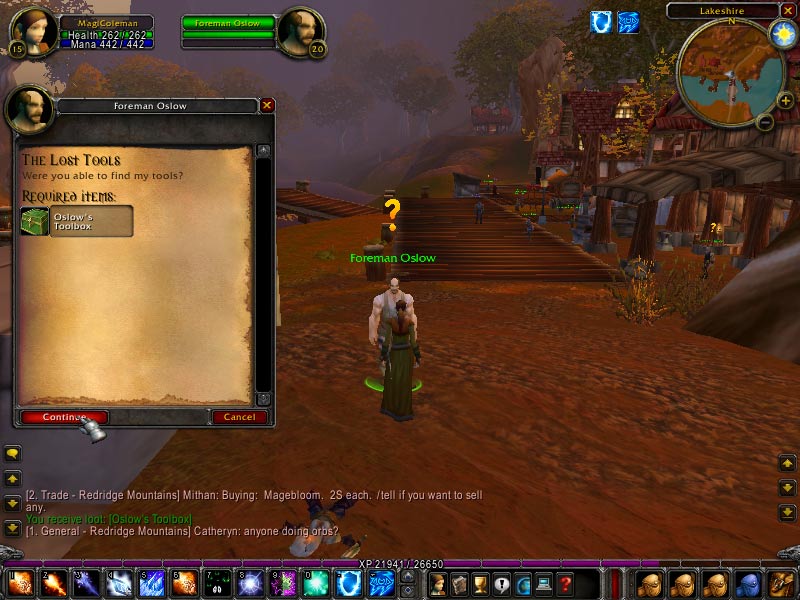 MagiColeman
Health 262 / 262
Mana 442 / 442
15
Foreman Oslow
20
Lakeshire
N
Foreman Oslow
The Lost Tools
Were you able to find my tools?
Required items:
Oslow's
Toolbox
Continue
Cancel
?
Foreman Oslow
[2. Trade - Redridge Mountains] Mithan: Buying: Magebloom. 2S each. /tell if you want to sell
any.
You receive loot: [Oslow's Toolbox]
[1. General - Redridge Mountains] Catheryn: anyone doing orbs?
XP 21941 / 26650